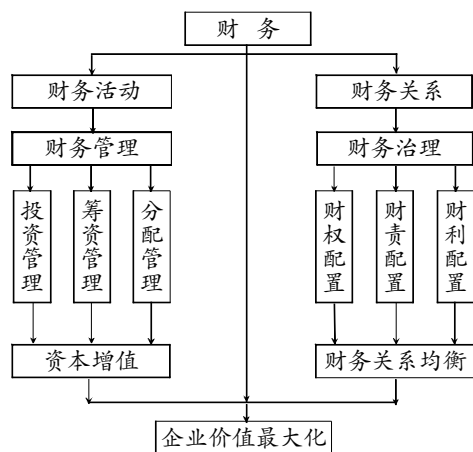 财 务
财务活动
财务关系
财务管理
财务治理
投资管理
筹资管理
分配管理
财权配置
财责配置
财利配置
资本增值
财务关系均衡
企业价值最大化